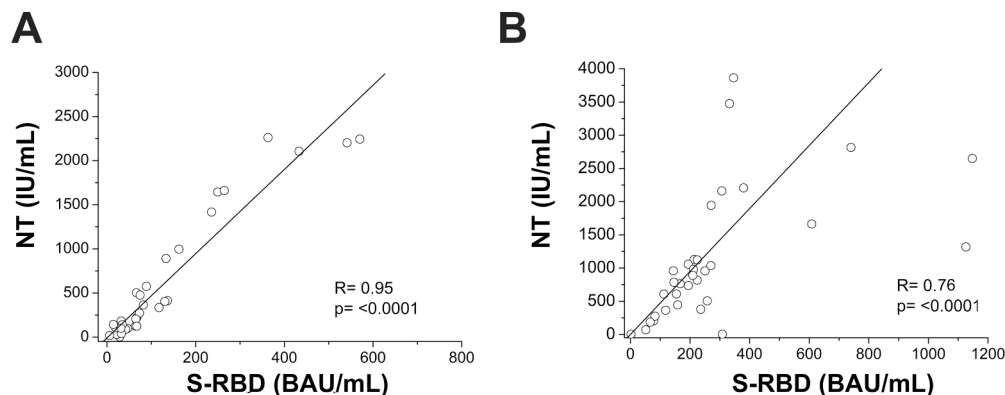 A
B
NT (IU/mL)
3000
2500
2000
1500
1000
500
0
0 200 400 600 800
S-RBD (BAU/mL)
R= 0.95
p= <0.0001
NT (IU/mL)
4000
3500
3000
2500
2000
1500
1000
500
0
0 200 400 600 800 1000 1200
S-RBD (BAU/mL)
R= 0.76
p= <0.0001